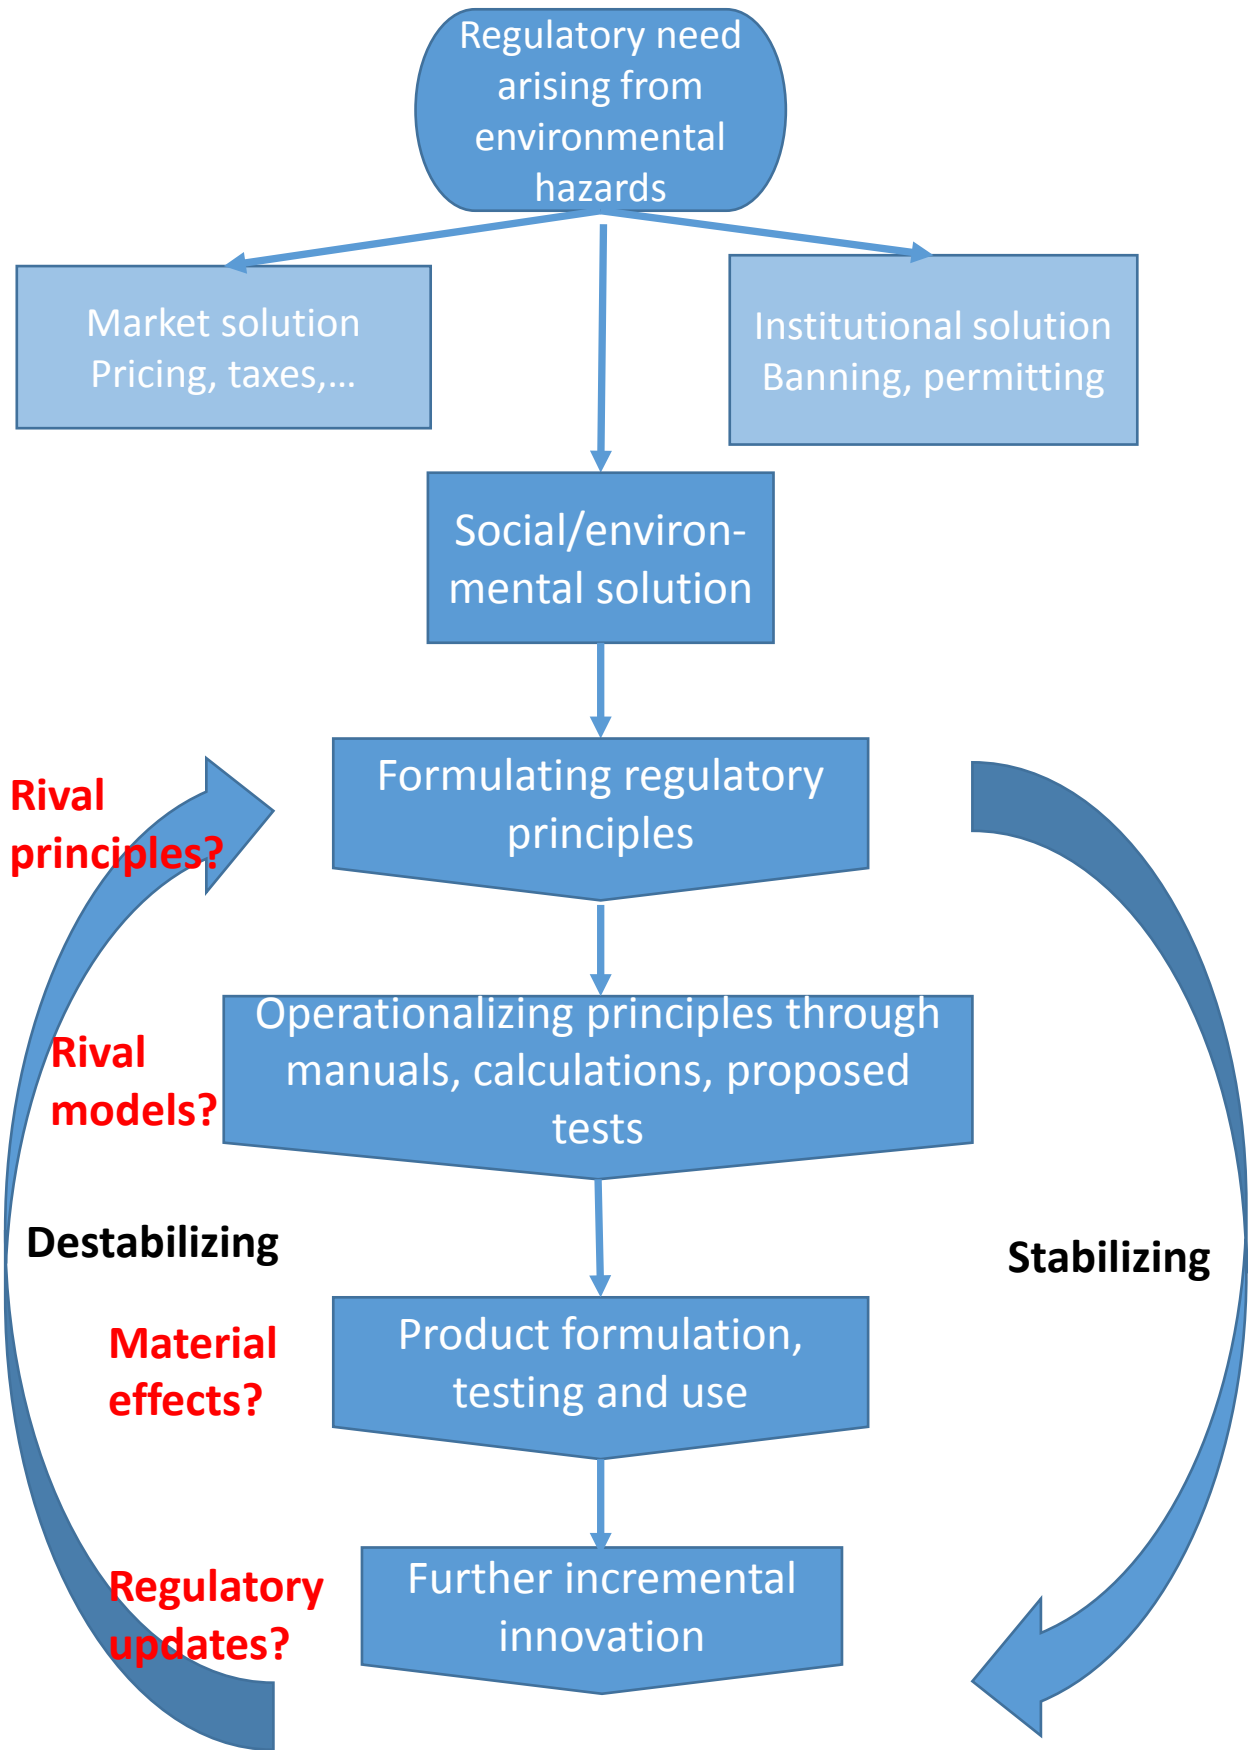 Regulatory need
arising from
environmental
hazards
Market solution
Pricing, taxes,...
Institutional solution
Banning, permitting
Social/environ-
mental solution
Formulating regulatory
principles
Rival
principles?
Operationalizing principles through
manuals, calculations, proposed
tests
Rival
models?
Destabilizing
Stabilizing
Product formulation,
testing and use
Material
effects?
Further incremental
innovation
Regulatory
updates?